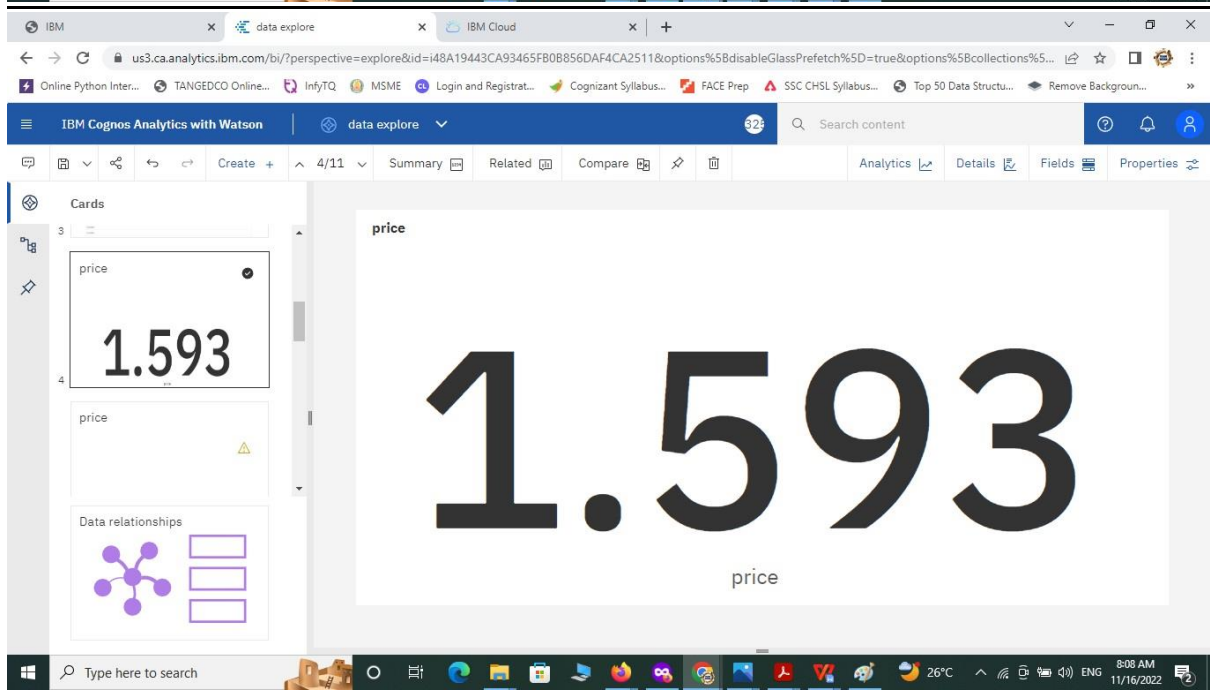 IBM
data explore
IBM Cloud
us3.ca.analytics.ibm.com/bi/?perspective=explore&id=i48A19443CA93465FB0B856DAF4CA2511&options%5BdisableGlassPrefetch%5D=true&options%5Bcollections%5...
Online Python Inter... TANGEDCO Online... InfyTQ MSME Login and Registrat... Cognizant Syllabus... FACE Prep SSC CHSL Syllabus... Top 50 Data Structu... Remove Backgroun... »
IBM Cognos Analytics with Watson data explore Search content
Create + 4/11 Summary Related Compare Analytics Details Fields Properties
Cards
3
price
1.593
4
price
Data relationships
price
1.593
price
Type here to search 26°C ENG 8:08 AM
11/16/2022 2